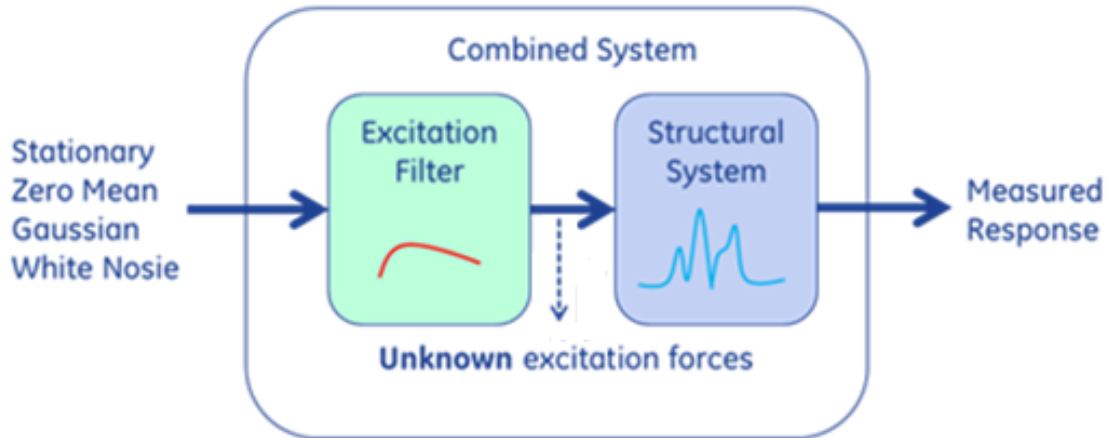 Combined System
Stationary
Zero Mean
Gaussian
White Nosie
Excitation
Filter
Structural
System
Measured
Response
Unknown excitation forces